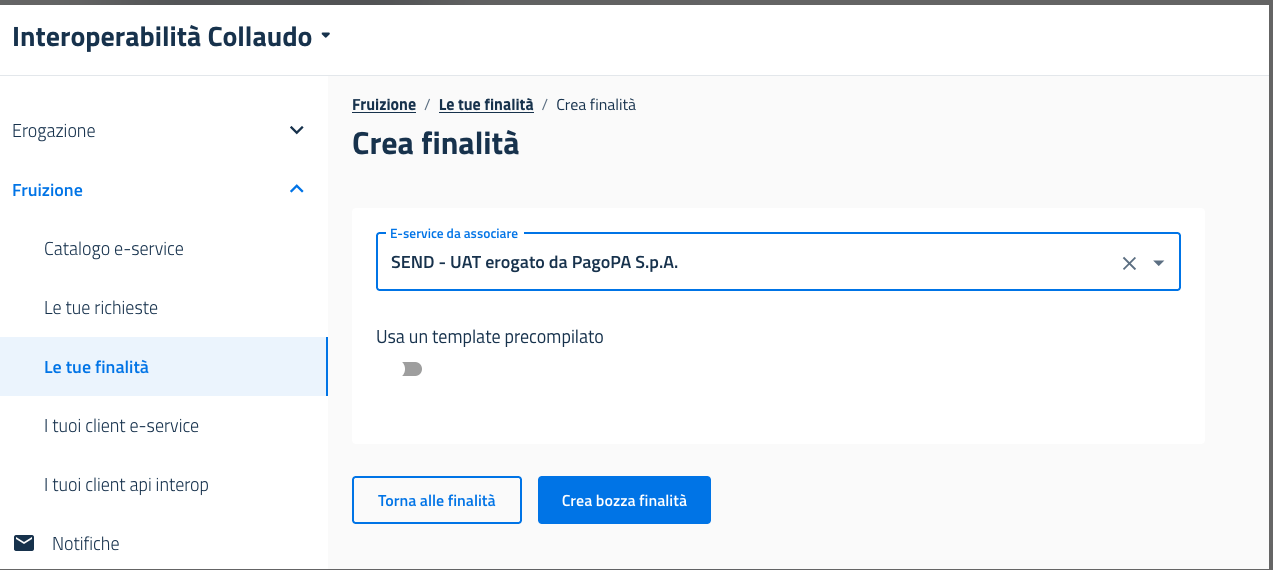 Interoperabilità Collaudo
Erogazione
Fruizione
Catalogo e-service
Le tue richieste
Le tue finalità
I tuoi client e-service
I tuoi client api interop
Notifiche
Fruizione / Le tue finalità / Crea finalità
Crea finalità
E-service da associare
SEND - UAT erogato da PagoPA S.p.A.
Usa un template precompilato
Torna alle finalità
Crea bozza finalità